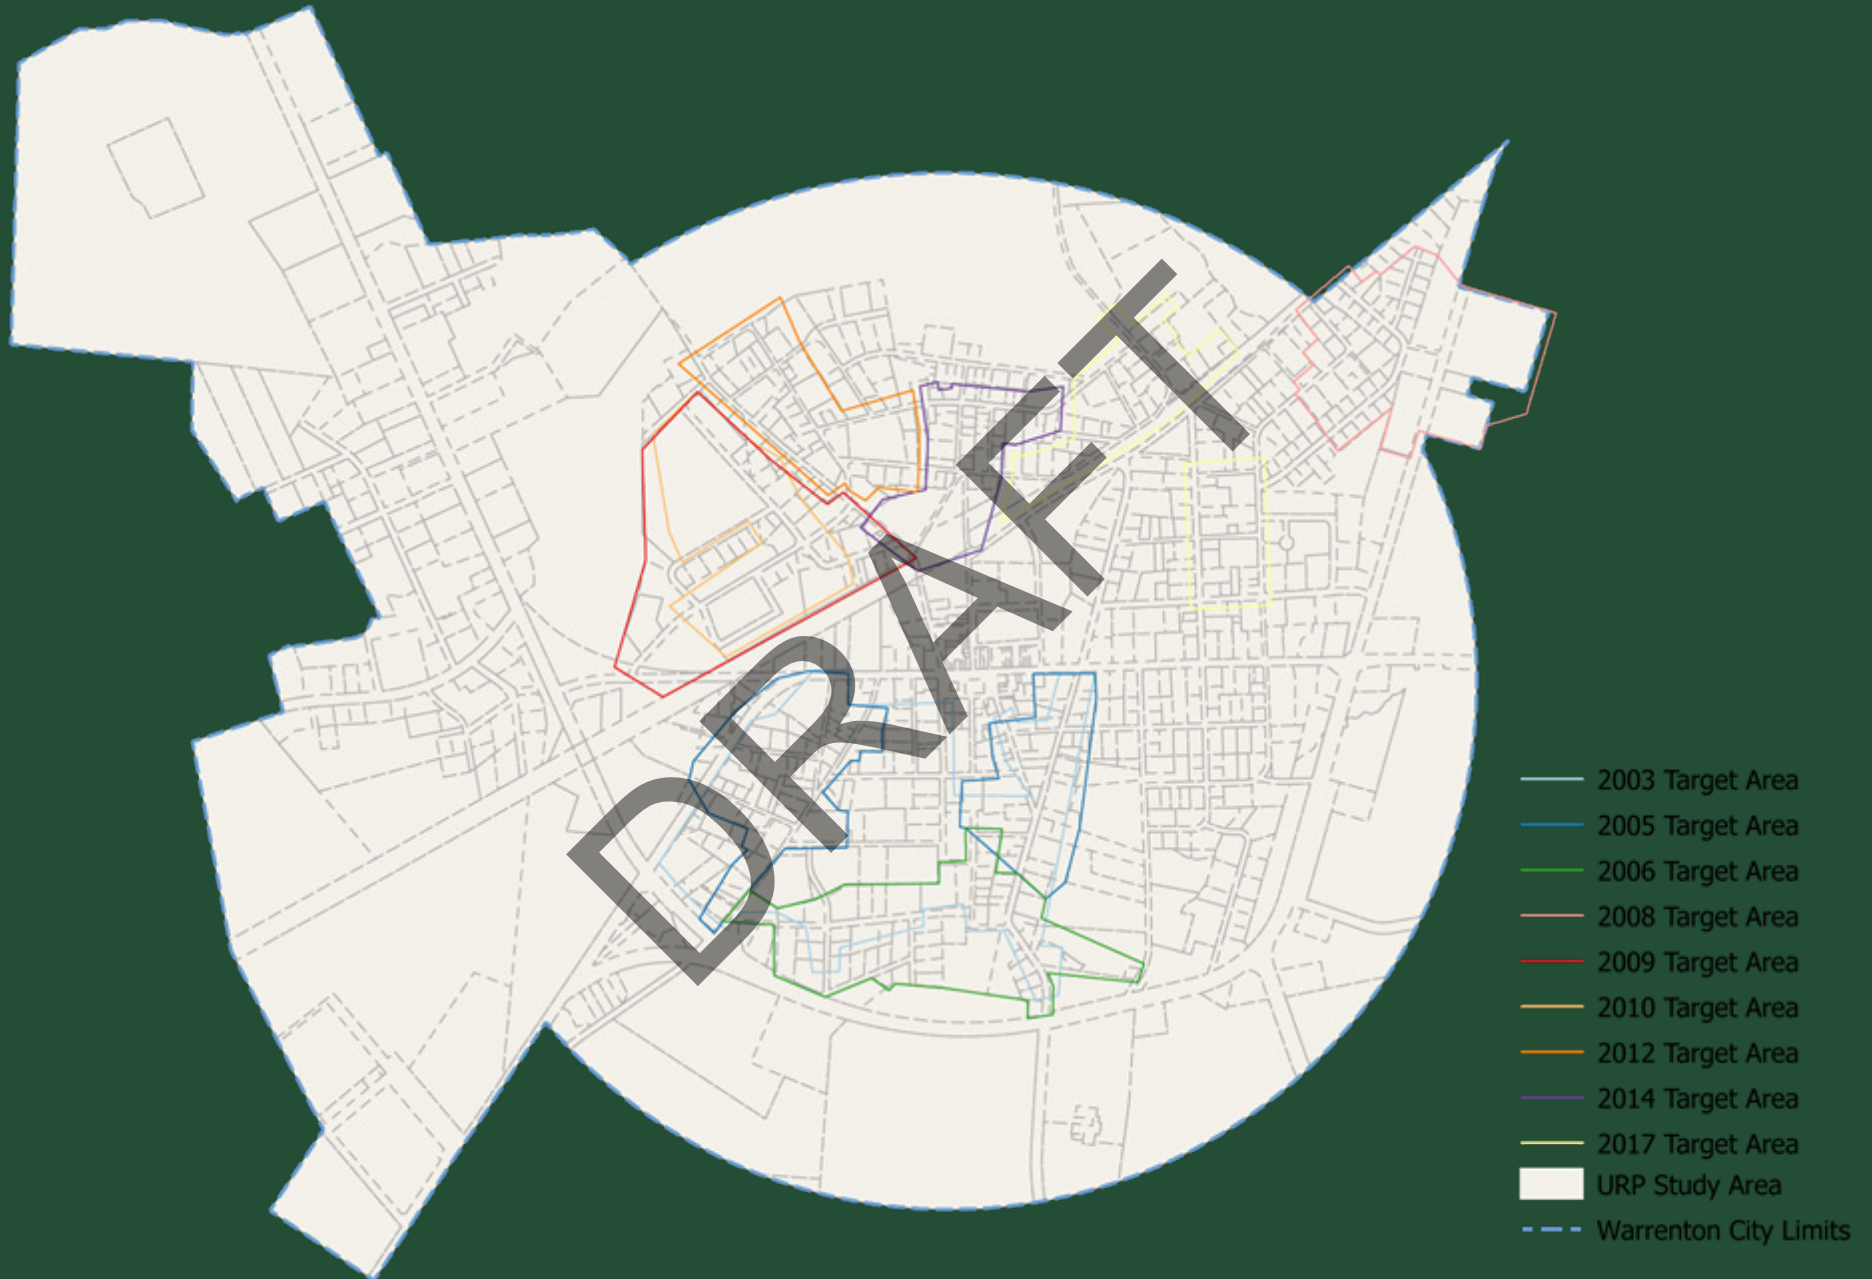 DRAFT
2003 Target Area
2005 Target Area
2006 Target Area
2008 Target Area
2009 Target Area
2010 Target Area
2012 Target Area
2014 Target Area
2017 Target Area
URP Study Area
Warrenton City Limits